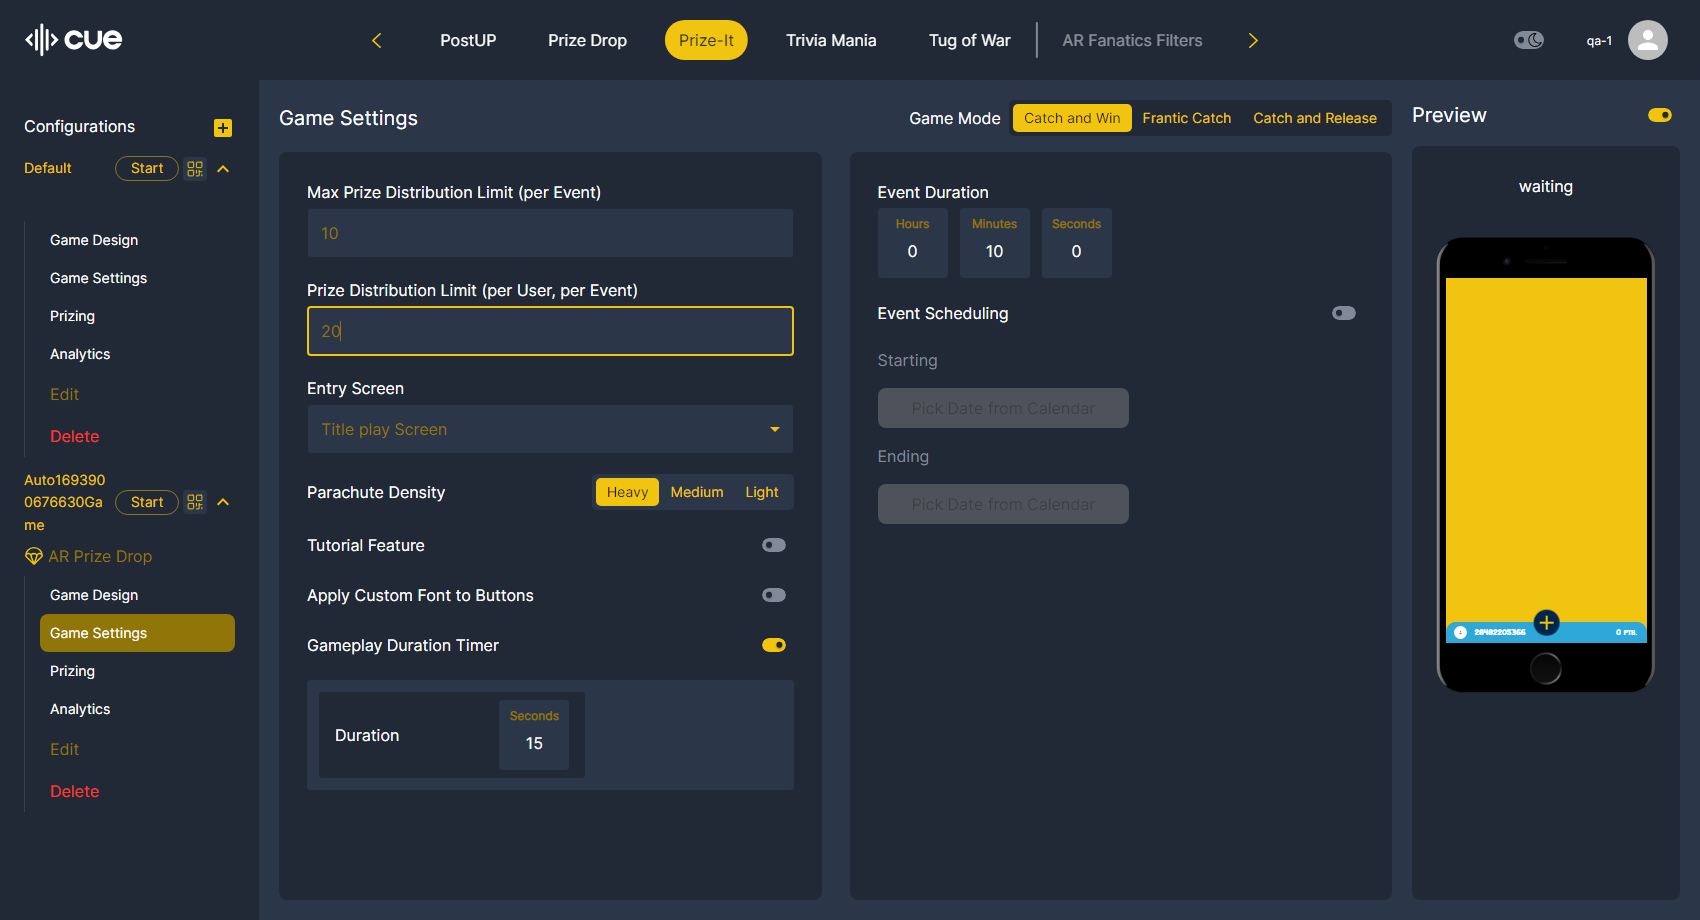 cue
PostUP
Prize Drop
Prize-It
Trivia Mania
Tug of War
AR Fanatics Filters
qa-1
Configurations
Default
Start
Game Design
Game Settings
Prizing
Analytics
Edit
Delete
Auto169390
0676630Ga
me
Start
AR Prize Drop
Game Design
Game Settings
Prizing
Analytics
Edit
Delete
Game Settings
Max Prize Distribution Limit (per Event)
10
Prize Distribution Limit (per User, per Event)
20
Entry Screen
Title play Screen
Parachute Density
Heavy
Medium
Light
Tutorial Feature
Apply Custom Font to Buttons
Gameplay Duration Timer
Duration
Seconds
15
Game Mode
Catch and Win
Frantic Catch
Catch and Release
Event Duration
Hours
0
Minutes
10
Seconds
0
Event Scheduling
Starting
Pick Date from Calendar
Ending
Pick Date from Calendar
Preview
waiting
0 PTS.